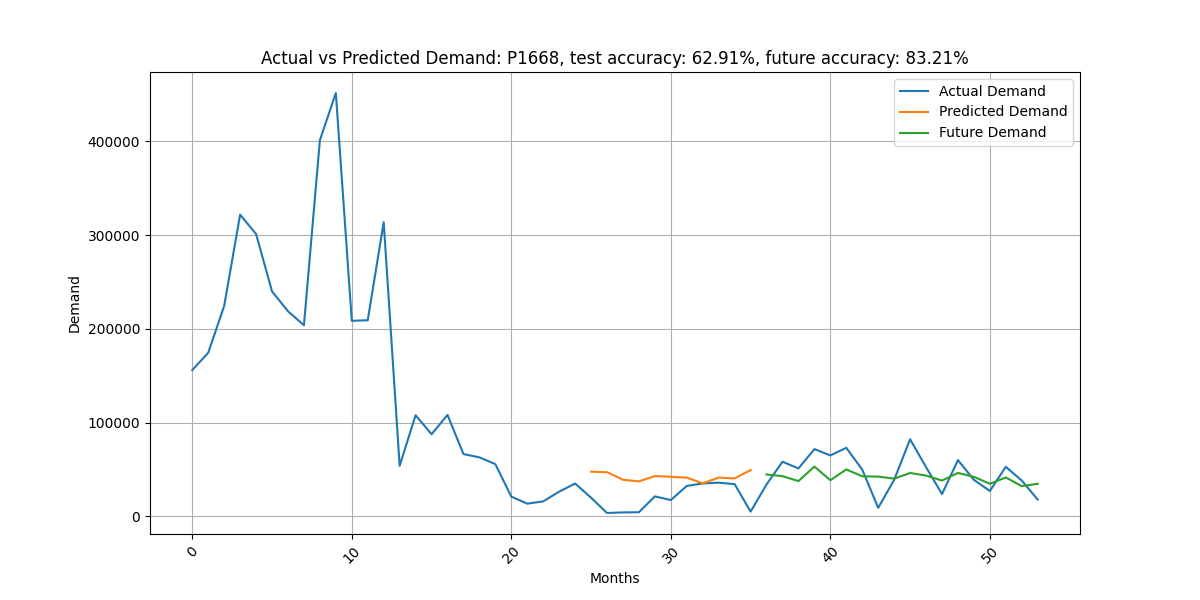 Actual vs Predicted Demand: P1668, test accuracy: 62.91%, future accuracy: 83.21%
Actual Demand
Predicted Demand
Future Demand
400000
300000
200000
100000
0
Demand
0
10
20
30
40
50
Months